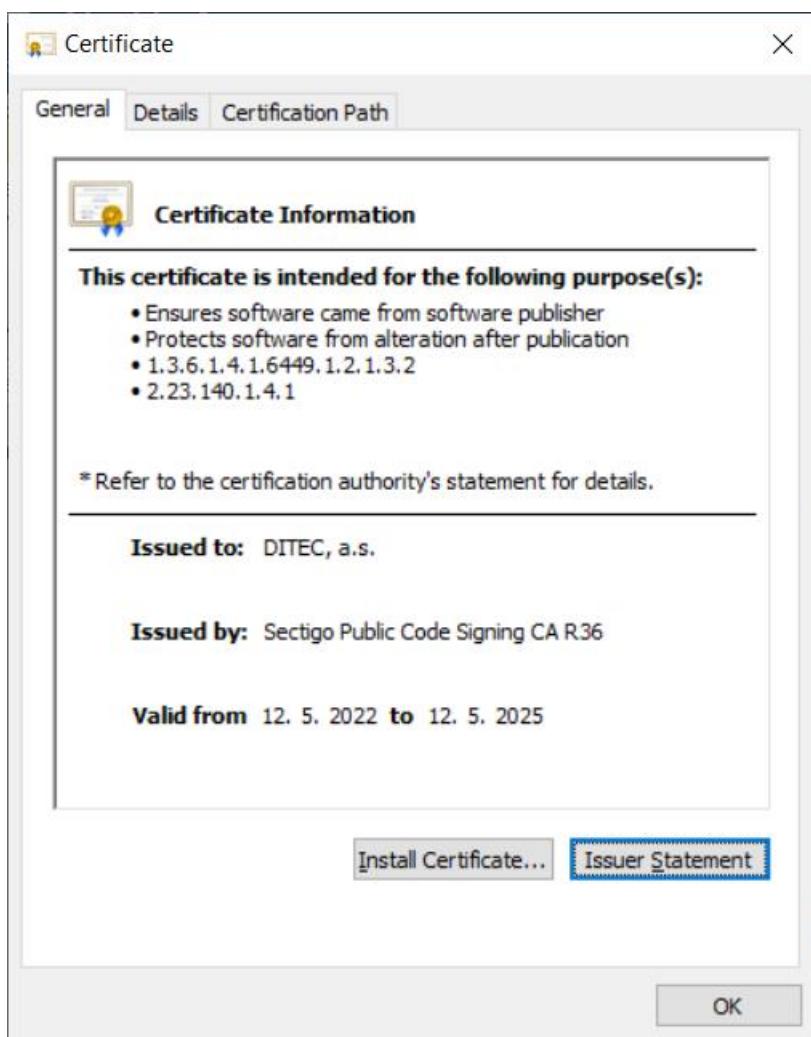 Certificate
General Details Certification Path
Certificate Information
This certificate is intended for the following purpose(s):
• Ensures software came from software publisher
• Protects software from alteration after publication
• 1.3.6.1.4.1.6449.1.2.1.3.2
• 2.23.140.1.4.1
* Refer to the certification authority's statement for details.
Issued to: DITEC, a.s.
Issued by: Sectigo Public Code Signing CA R36
Valid from 12. 5. 2022 to 12. 5. 2025
Install Certificate... Issuer Statement
OK